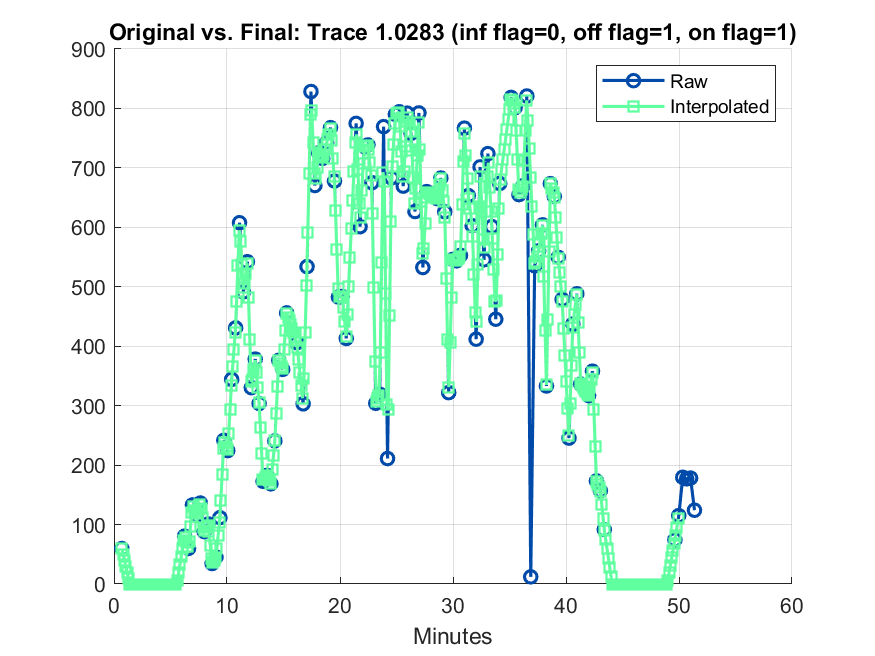 Original vs. Final: Trace 1.0283 (inf flag=0, off flag=1, on flag=1)
900
800
700
600
500
400
300
200
100
0
Raw
Interpolated
0 10 20 30 40 50 60
Minutes